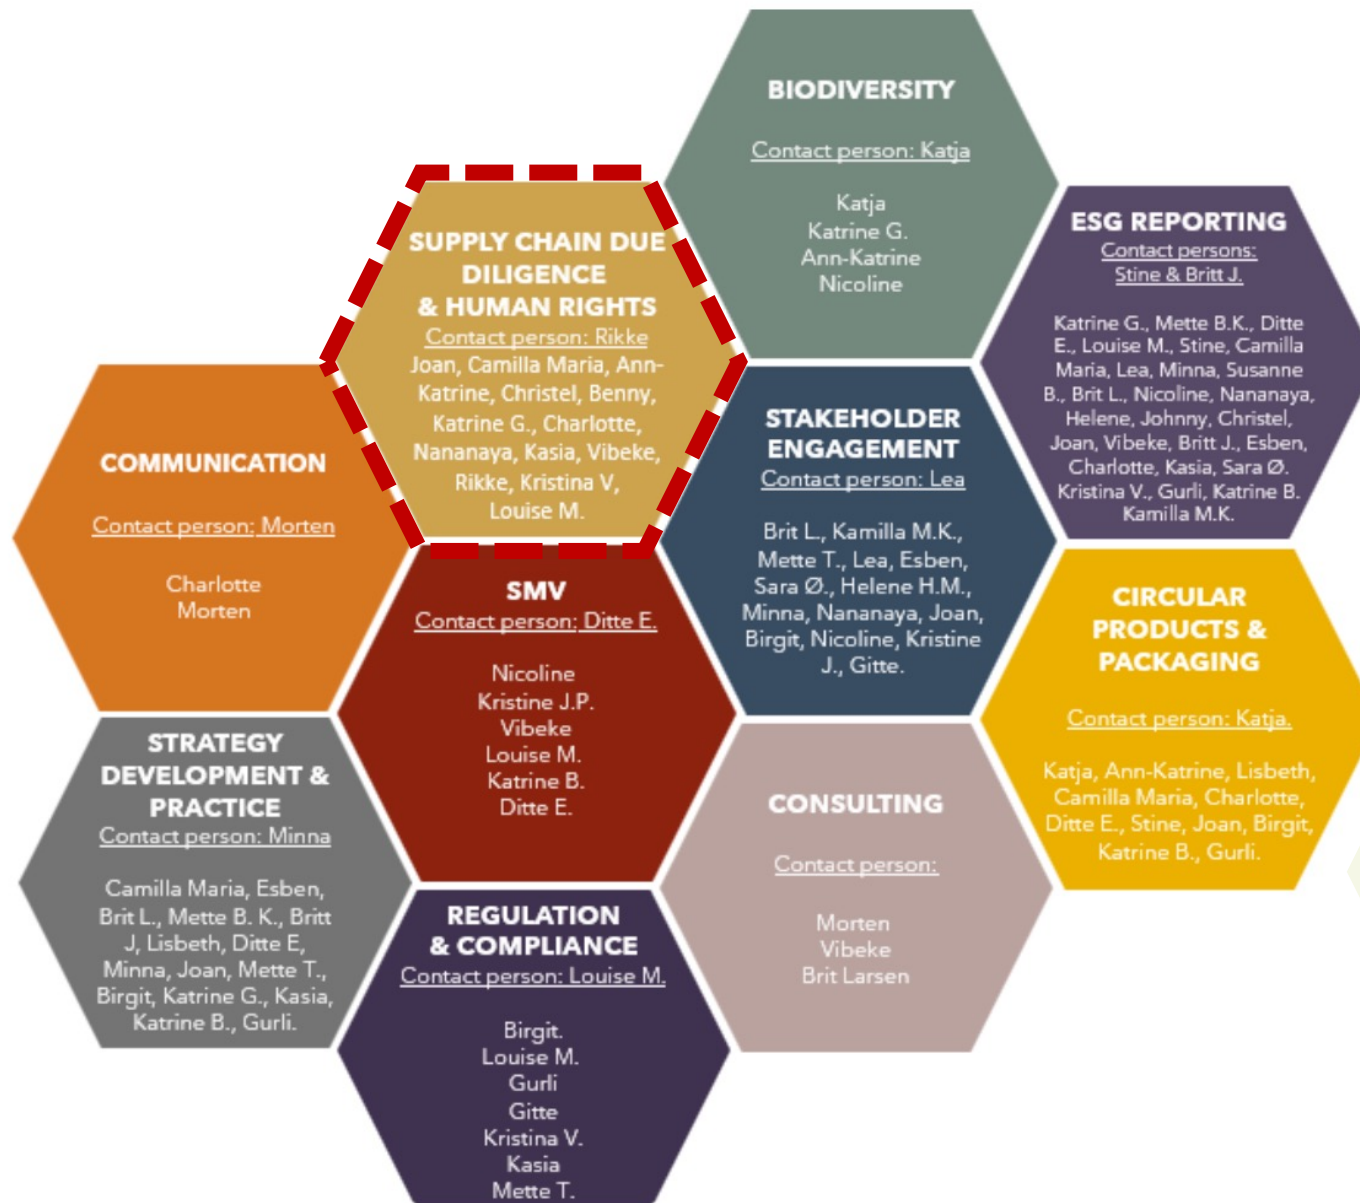 BIODIVERSITY
Contact person: Katja
Katja
Katrine G.
Ann-Katrine
Nicoline
SUPPLY CHAIN DUE
DILIGENCE
& HUMAN RIGHTS
Contact person: Rikke
Joan, Camilla Maria, Ann-
Katrine, Christel, Benny,
Katrine G., Charlotte,
Nananaya, Kasia, Vibeke,
Rikke, Kristina V,
Louise M.
ESG REPORTING
Contact persons:
Stine & Britt J.
Katrine G., Mette B.K., Ditte
E., Louise M., Stine, Camilla
Maria, Lea, Minna, Susanne
B., Brit L., Nicoline, Nananaya,
Helene, Johnny, Christel,
Joan, Vibeke, Britt J., Esben,
Charlotte, Kasia, Sara Ø.
Kristina V., Gurli, Katrine B.
Kamilla M.K.
COMMUNICATION
Contact person: Morten
Charlotte
Morten
STAKEHOLDER
ENGAGEMENT
Contact person: Lea
Brit L., Kamilla M.K.,
Mette T., Lea, Esben,
Sara Ø., Helene H.M.,
Minna, Nananaya, Joan,
Birgit, Nicoline, Kristine
J., Gitte.
SMV
Contact person: Ditte E.
Nicoline
Kristine J.P.
Vibeke
Louise M.
Katrine B.
Ditte E.
CIRCULAR
PRODUCTS &
PACKAGING
Contact person: Katja.
Katja, Ann-Katrine, Lisbeth,
Camilla Maria, Charlotte,
Ditte E., Stine, Joan, Birgit,
Katrine B., Gurli.
STRATEGY
DEVELOPMENT &
PRACTICE
Contact person: Minna
Camilla Maria, Esben,
Brit L., Mette B. K., Britt
J, Lisbeth, Ditte E,
Minna, Joan, Mette T.,
Birgit, Katrine G., Kasia,
Katrine B., Gurli.
CONSULTING
Contact person:
Morten
Vibeke
Brit Larsen
REGULATION
& COMPLIANCE
Contact person: Louise M.
Birgit.
Louise M.
Gurli
Gitte
Kristina V.
Kasia
Mette T.